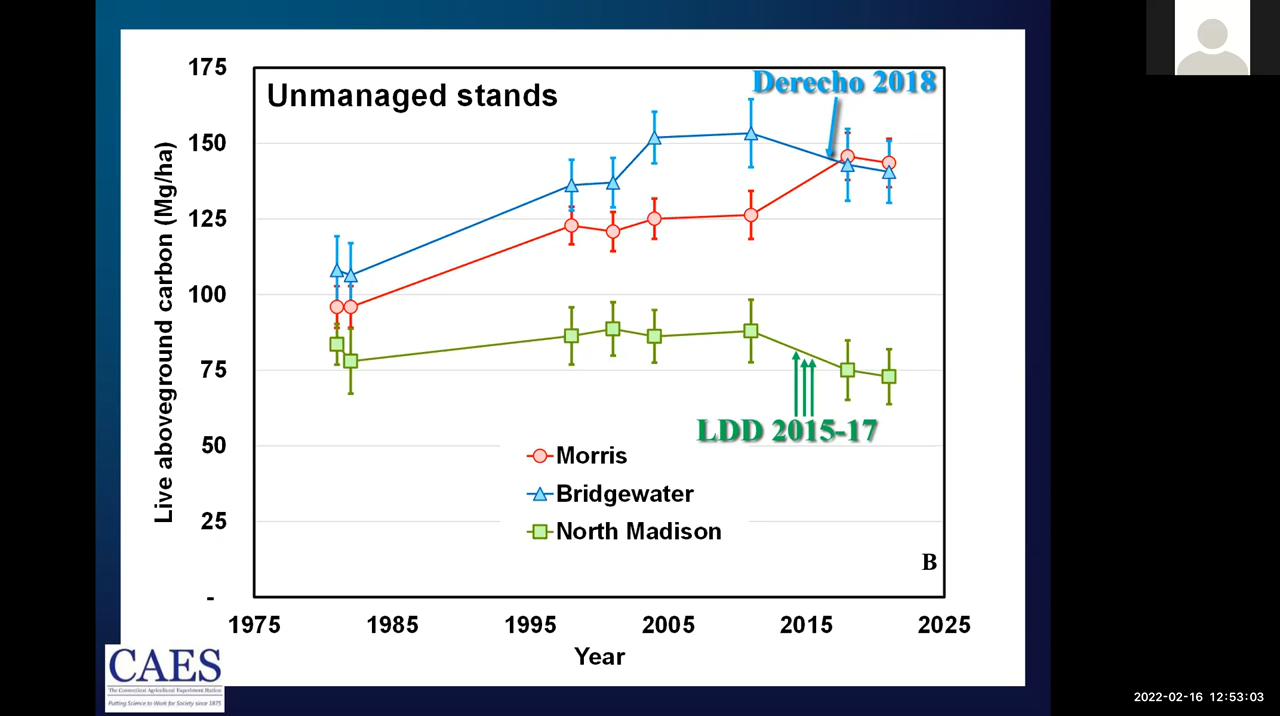 Unmanaged stands
Derecho 2018
175
150
125
100
75
50
25
-
Live aboveground carbon (Mg/ha)
LDD 2015-17
Morris
Bridgewater
North Madison
B
1975 1985 1995 2005 2015 2025
Year
CAES
The Connecticut Agricultural Experiment Station
Putting Science to Work for Society since 1875
2022-02-16 12:53:03